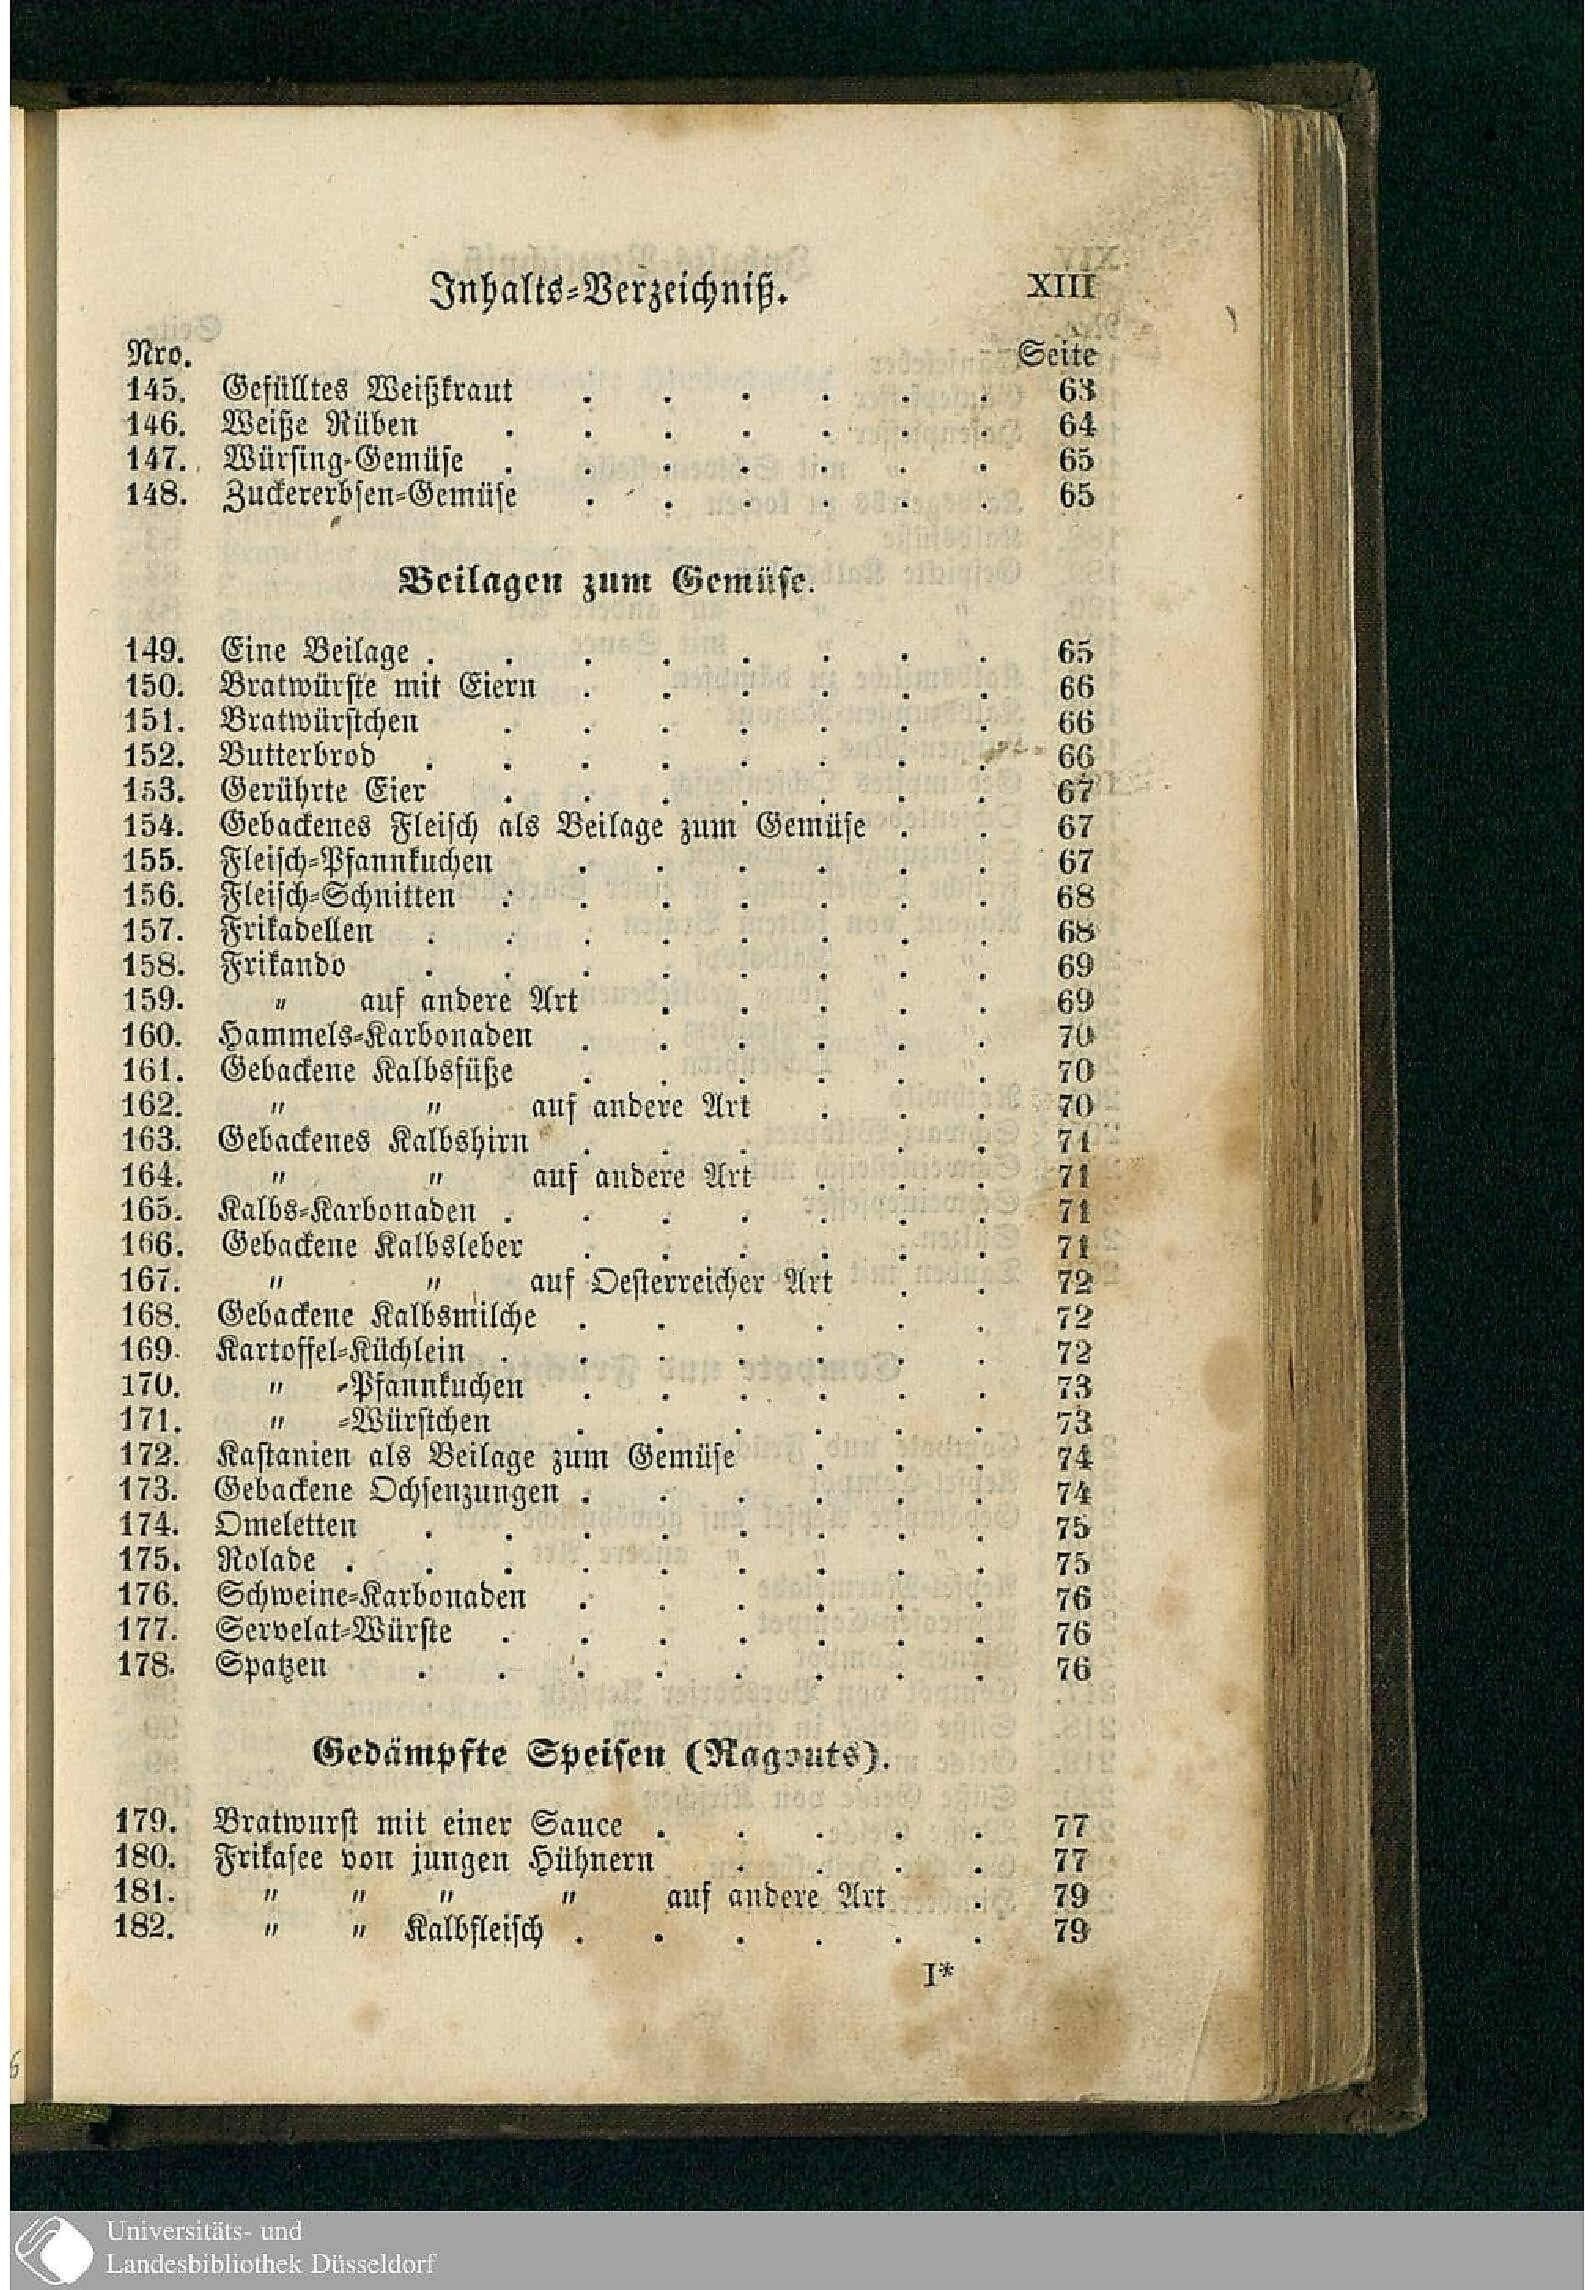 Inhalts-Verzeichniß. XIII
Nro. Seite
145. Gefülltes Weißkraut . . . . . . 63
146. Weiße Rüben . . . . . . . 64
147. Würsing-Gemüse . . . . . . . 65
148. Zuckererbsen-Gemüse . . . . . . 65
Beilagen zum Gemüse.
149. Eine Beilage . . . . . . . . 65
150. Bratwürste mit Eiern . . . . . . 66
151. Bratwürstchen . . . . . . . 66
152. Butterbrod . . . . . . . . 66
153. Gerührte Eier . . . . . . . 67
154. Gebackenes Fleisch als Beilage zum Gemüse . . 67
155. Fleisch-Pfannkuchen . . . . . . 67
156. Fleisch-Schnitten . . . . . . . 68
157. Frikadellen . . . . . . . . 68
158. Frikando . . . . . . . . 69
159. " auf andere Art . . . . . 69
160. Hammels-Karbonaden . . . . . . 70
161. Gebackene Kalbsfüße . . . . . . 70
162. " " auf andere Art . . . 70
163. Gebackenes Kalbshirn . . . . . 71
164. " " auf andere Art . . . 71
165. Kalbs-Karbonaden . . . . . . . 71
166. Gebackene Kalbsleber . . . . . . 71
167. " " auf Oesterreicher Art . . 72
168. Gebackene Kalbsmilche . . . . . . 72
169. Kartoffel-Küchlein . . . . . . . 72
170. " -Pfannkuchen . . . . . . 73
171. " -Würstchen . . . . . . 73
172. Kastanien als Beilage zum Gemüse . . . 74
173. Gebackene Ochsenzungen . . . . . . 74
174. Omeletten . . . . . . . . 75
175. Rolade . . . . . . . . . 75
176. Schweine-Karbonaden . . . . . . 76
177. Servelat-Würste . . . . . . . 76
178. Spatzen . . . . . . . . 76
Gedämpfte Speisen (Ragouts).
179. Bratwurst mit einer Sauce . . . . . 77
180. Frikasee von jungen Hühnern . . . . 77
181. " " " " auf andere Art . 79
182. " " Kalbfleisch . . . . . . 79
I*
Universitäts- und
Landesbibliothek Düsseldorf